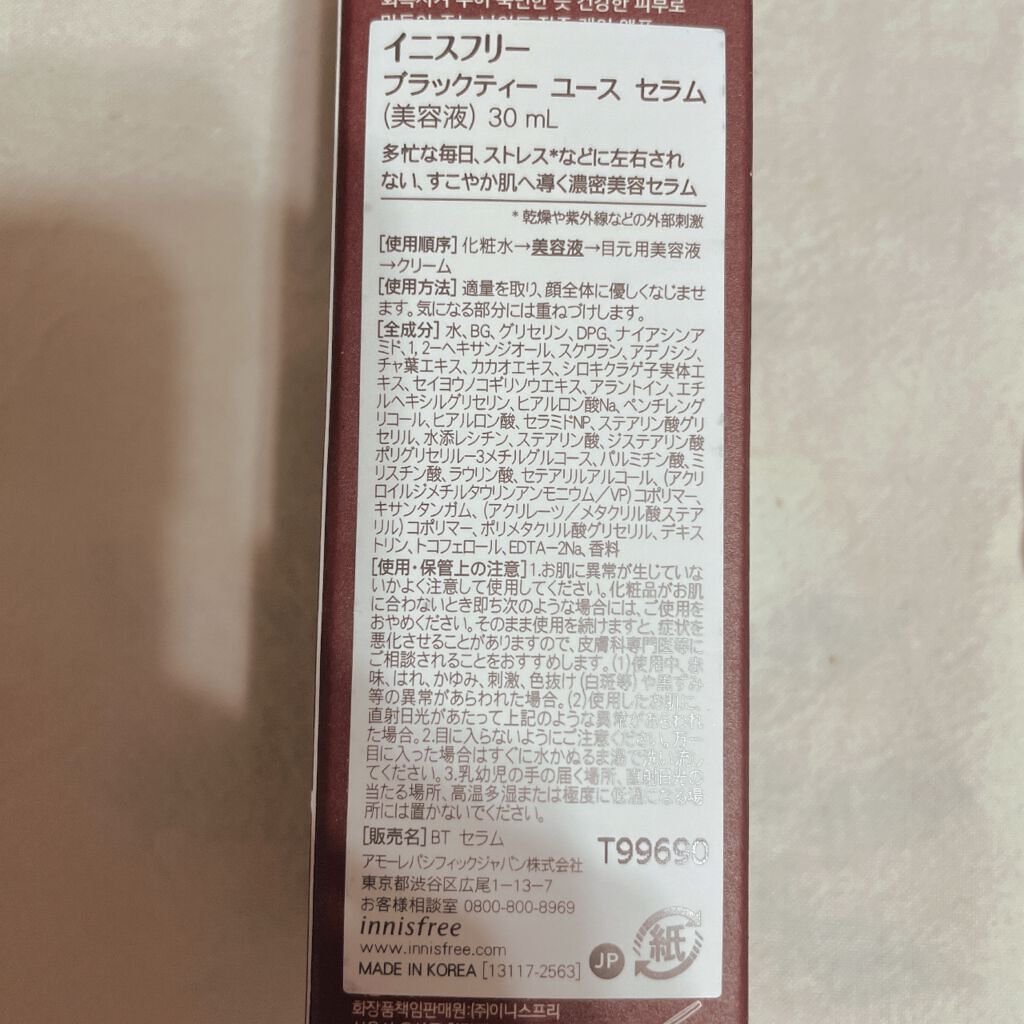 건강한 피부로
イニスフリー
ブラックティー ユース セラム
(美容液) 30 mL
多忙な毎日、ストレス*などに左右され
ない、すこやか肌へ導く濃密美容セラム
*乾燥や紫外線などの外部刺激
[使用順序] 化粧水→美容液→目元用美容液
→クリーム
[使用方法] 適量を取り、顔全体に優しくなじませ
ます。気になる部分には重ねづけします。
[全成分] 水、BG、グリセリン、DPG、ナイアシンア
ミド、1,2-ヘキサンジオール、スクワラン、アデノシン、
チャ葉エキス、カカオエキス、シロキクラゲ子実体エ
キス、セイヨウノコギリソウエキス、アラントイン、エチ
ルヘキシルグリセリン、ヒアルロン酸Na、ペンチレング
リコール、ヒアルロン酸、セラミドNP、ステアリン酸グリ
セリル、水添レシチン、ステアリン酸、ジステアリン酸
ポリグリセリル-3メチルグルコース、パルミチン酸、ミ
リスチン酸、ラウリン酸、セテアリルアルコール、(アクリ
ロイルジメチルタウリンアンモニウム/VP)コポリマー、
キサンタンガム、(アクリレーツ/メタクリル酸ステア
リル)コポリマー、ポリメタクリル酸グリセリル、デキス
トリン、トコフェロール、EDTA-2Na、香料
[使用・保管上の注意]1.お肌に異常が生じていな
いかよく注意して使用してください。化粧品がお肌
に合わないとき即ち次のような場合には、ご使用を
おやめください。そのまま使用を続けますと、症状を
悪化させることがありますので、皮膚科専門医等に
ご相談されることをおすすめします。(1)使用中、赤
味、はれ、かゆみ、刺激、色抜け(白斑等)や黒ずみ
等の異常があらわれた場合。(2)使用したお肌に、
直射日光があたって上記のような異常があらわれ
た場合。2.目に入らないようにご注意ください。万一
目に入った場合はすぐに水かぬるま湯で洗い流し
てください。3.乳幼児の手の届く場所、直射日光の
当たる場所、高温多湿または極度に低温になる場
所には置かないでください。
[販売名]BT セラム
T99690
アモーレパシフィックジャパン株式会社
東京都渋谷区広尾1-13-7
お客様相談室 0800-800-8969
innisfree
www.innisfree.com
MADE IN KOREA [13117-2563]
JP
紙
화장품책임판매원:(주)이니스프리